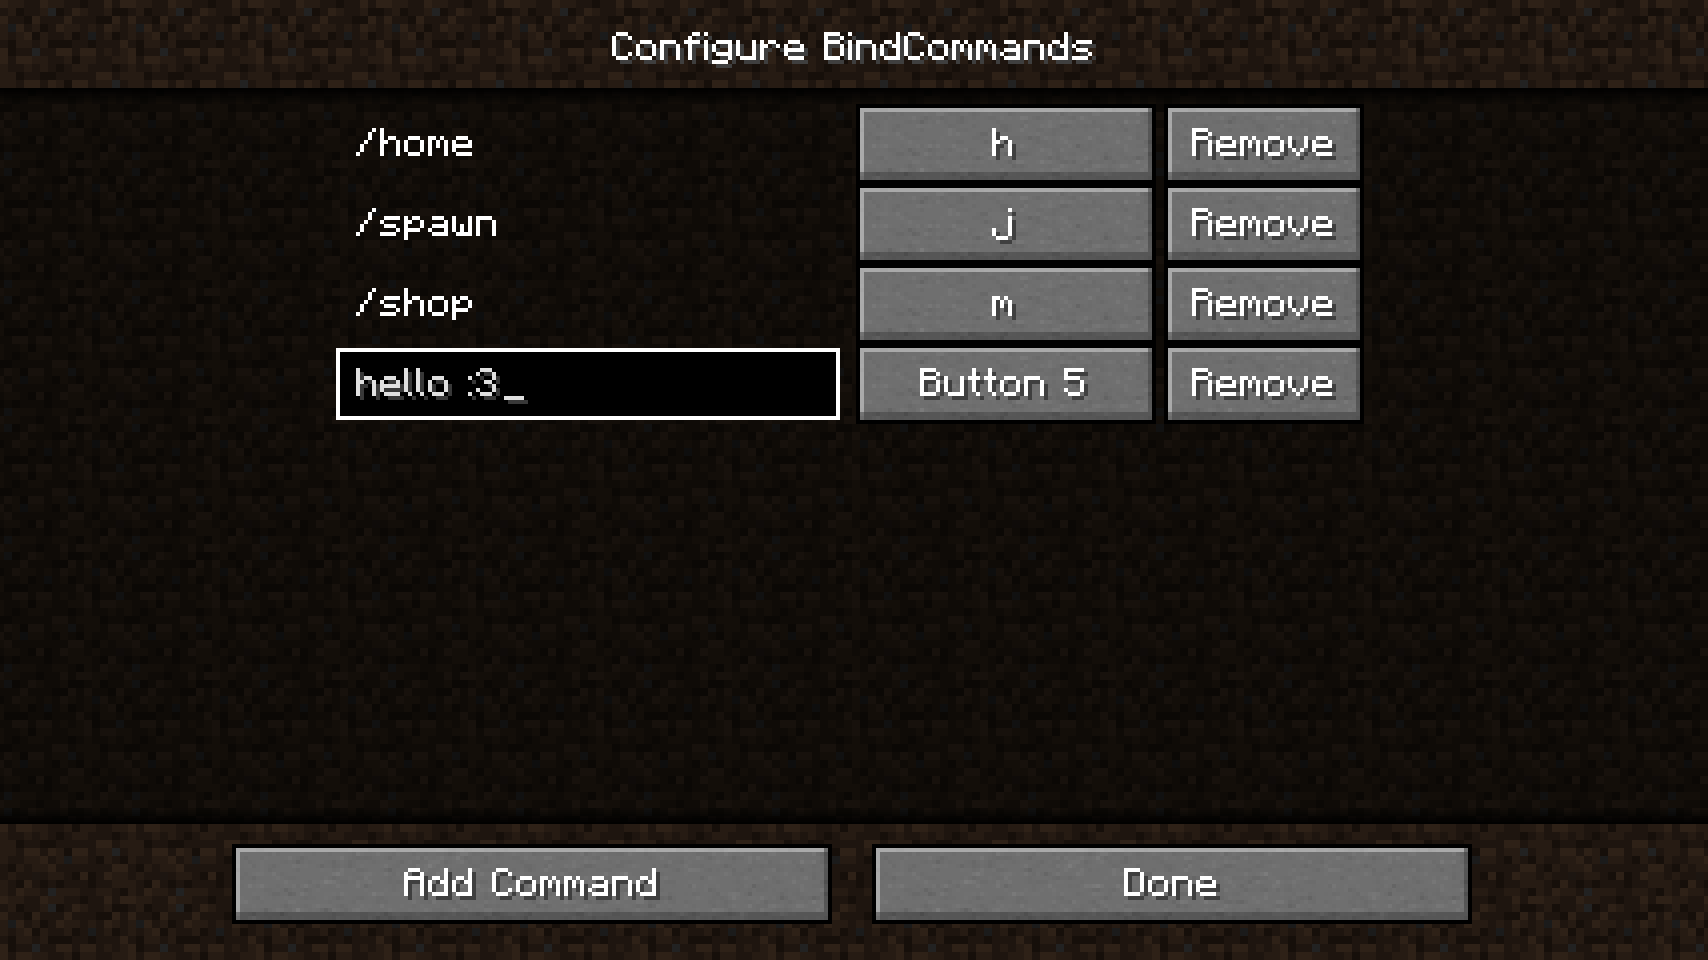 Configure BindCommands
/home h Remove
/spawn j Remove
/shop m Remove
hello :3_ Button 5 Remove
Add Command Done